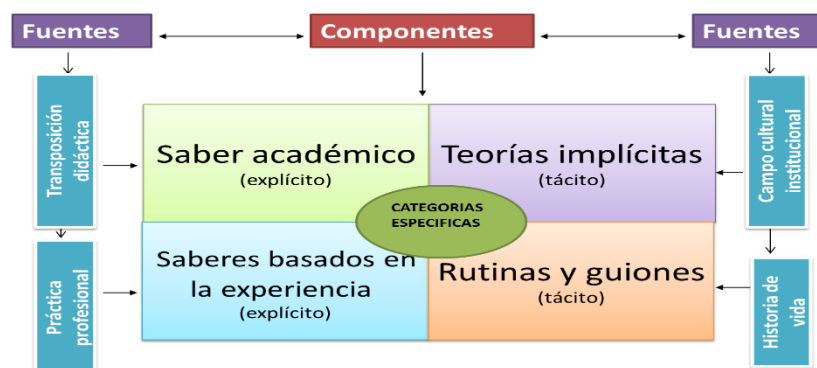 Fuentes
Componentes
Fuentes
Transposición
didáctica
Saber académico
(explícito)
Teorías implícitas
(tácito)
Campo cultural
institucional
CATEGORIAS
ESPECIFICAS
Práctica
profesional
Saberes basados en
la experiencia
(explícito)
Rutinas y guiones
(tácito)
Historia de
vida